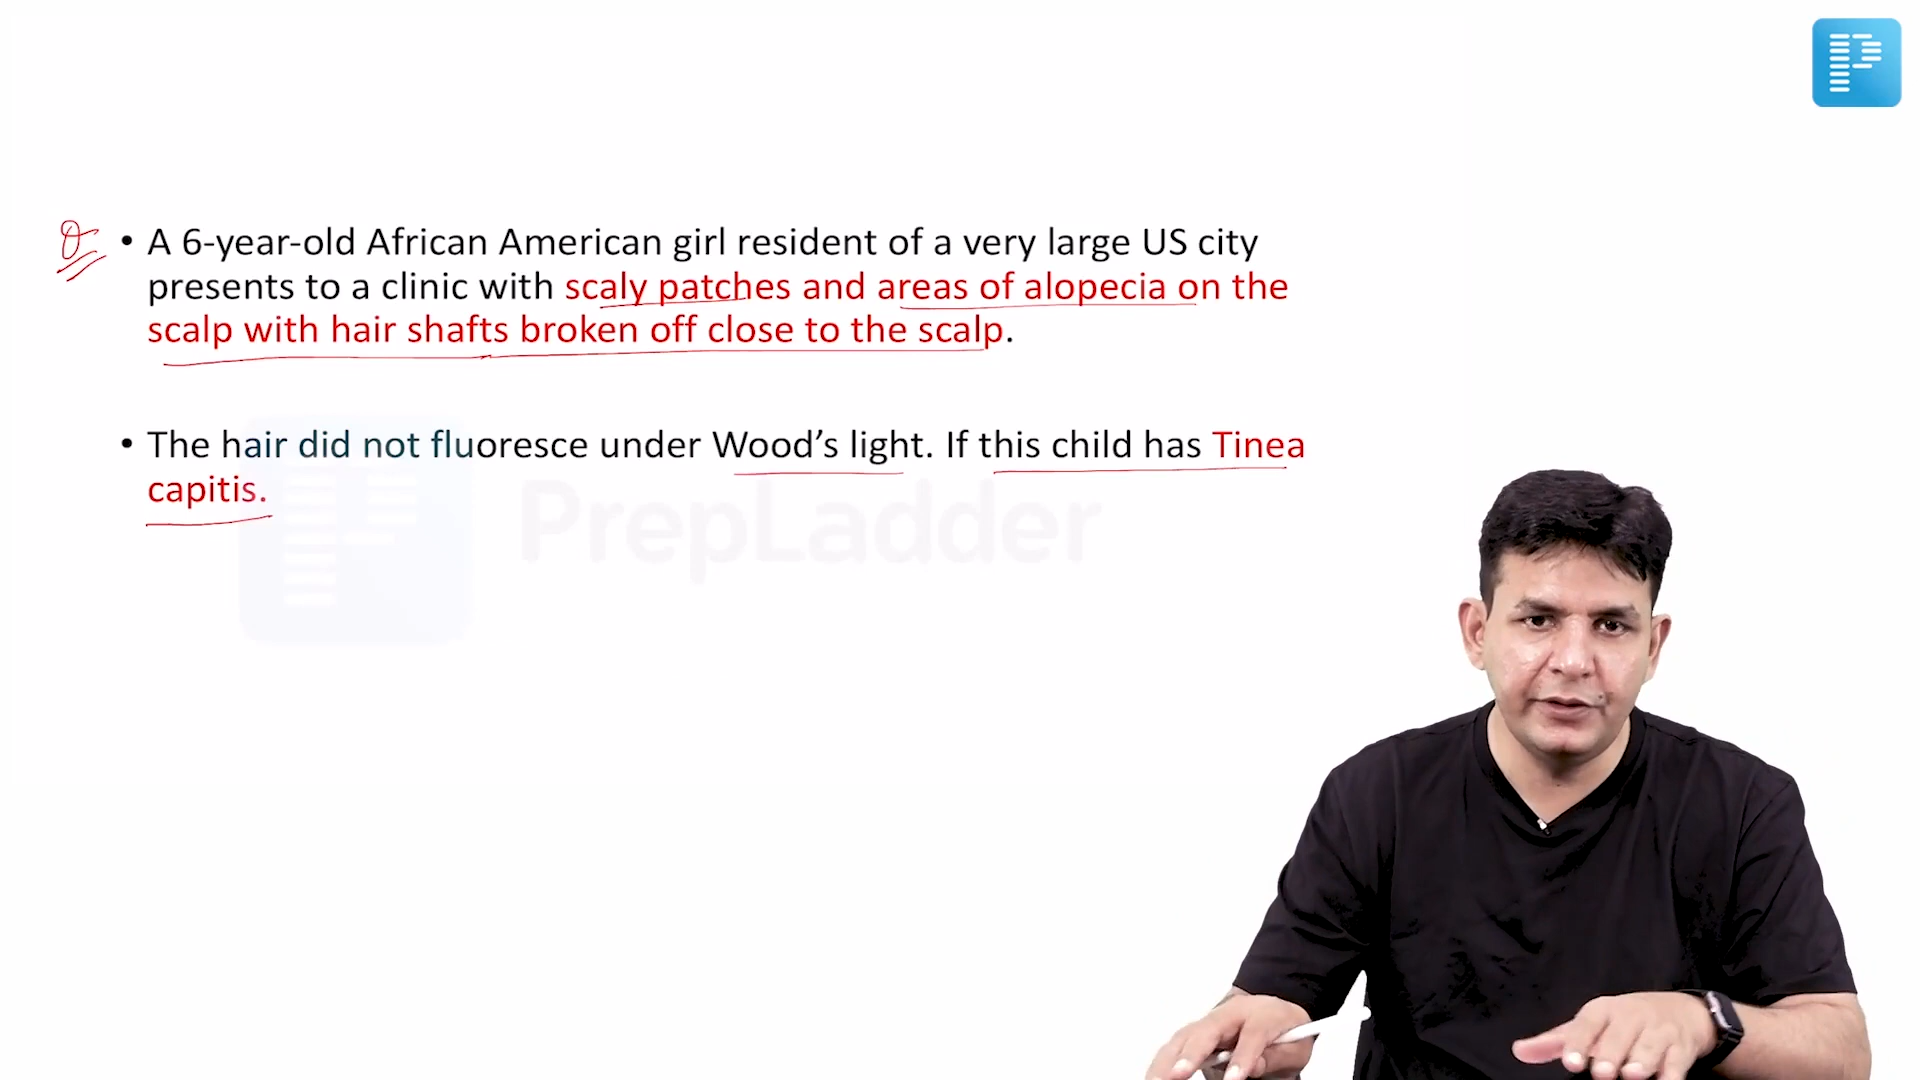 Q
• A 6-year-old African American girl resident of a very large US city
presents to a clinic with scaly patches and areas of alopecia on the
scalp with hair shafts broken off close to the scalp.
• The hair did not fluoresce under Wood’s light. If this child has Tinea
capitis.
PrepLadder